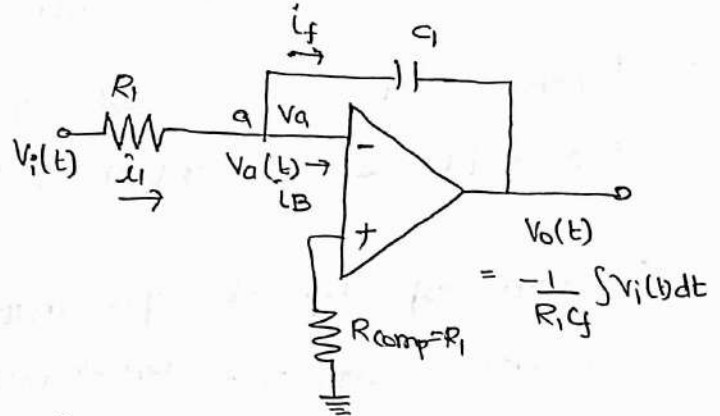 if
C1
R1
a Va
Vi(t)
i1
Va(t) →
iB
-
+
Vo(t)
= -1/R1Cf ∫Vi(t)dt
Rcomp=R1